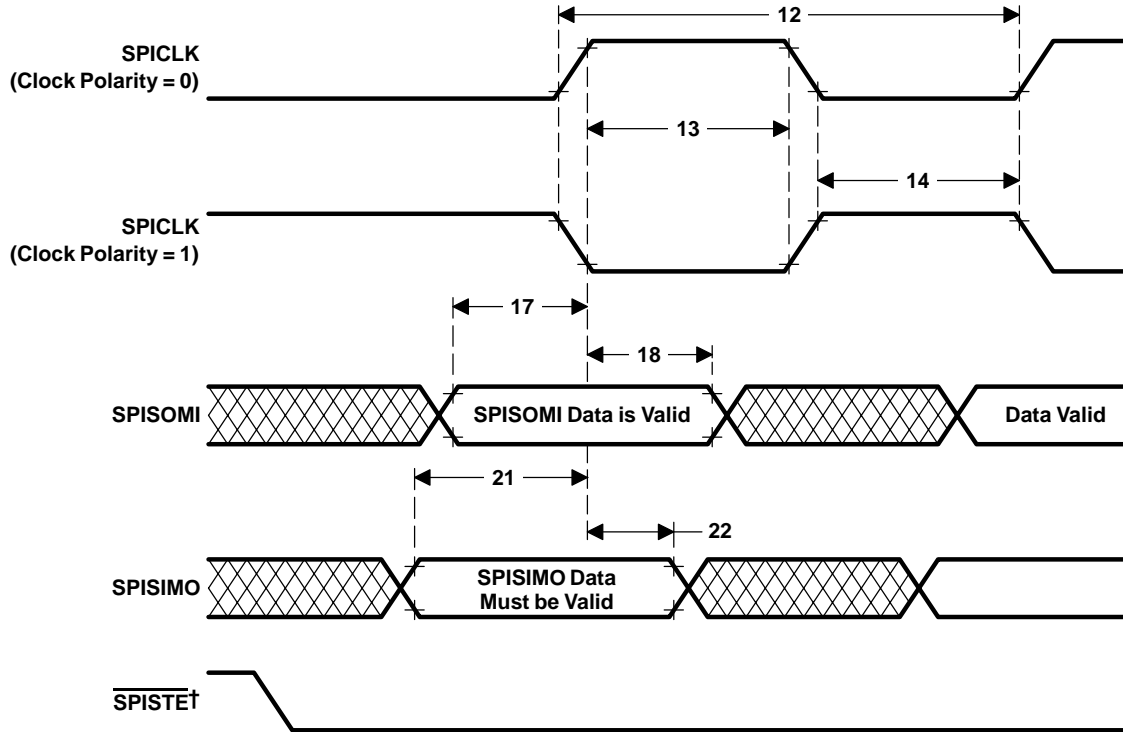 12
SPICLK
(Clock Polarity = 0)
13
14
SPICLK
(Clock Polarity = 1)
17
18
SPISOMI
SPISOMI Data is Valid
Data Valid
21
22
SPISIMO
SPISIMO Data
Must be Valid
SPISTE†